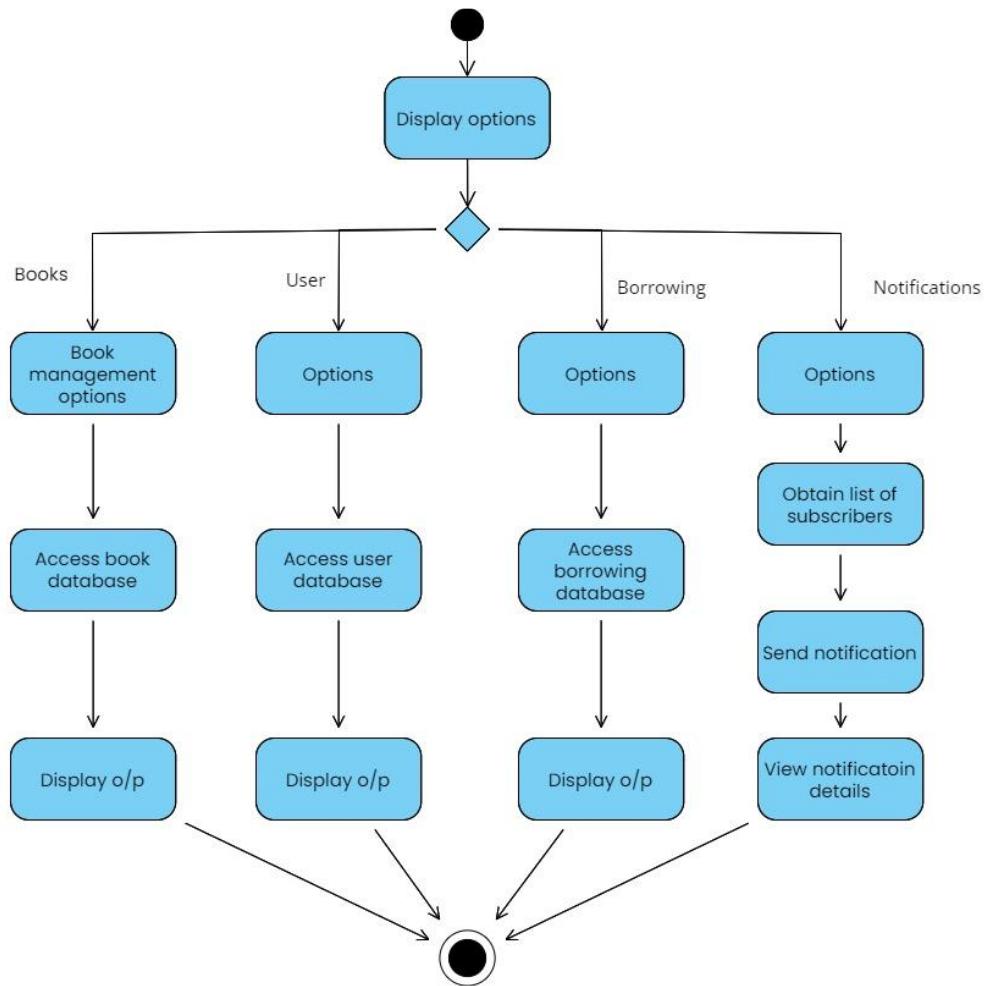 Display options
Books
User
Borrowing
Notifications
Book
management
options
Options
Options
Options
Obtain list of
subscribers
Access book
database
Access user
database
Access
borrowing
database
Send notification
Display o/p
Display o/p
Display o/p
View notificatoin
details